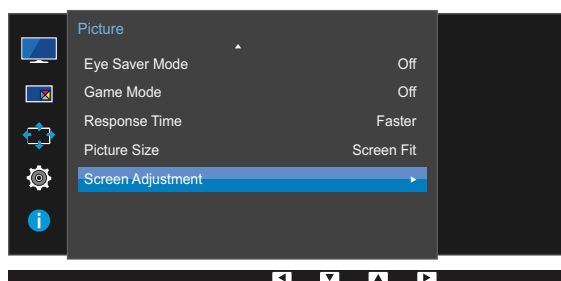 Picture
Eye Saver Mode Off
Game Mode Off
Response Time Faster
Picture Size Screen Fit
Screen Adjustment